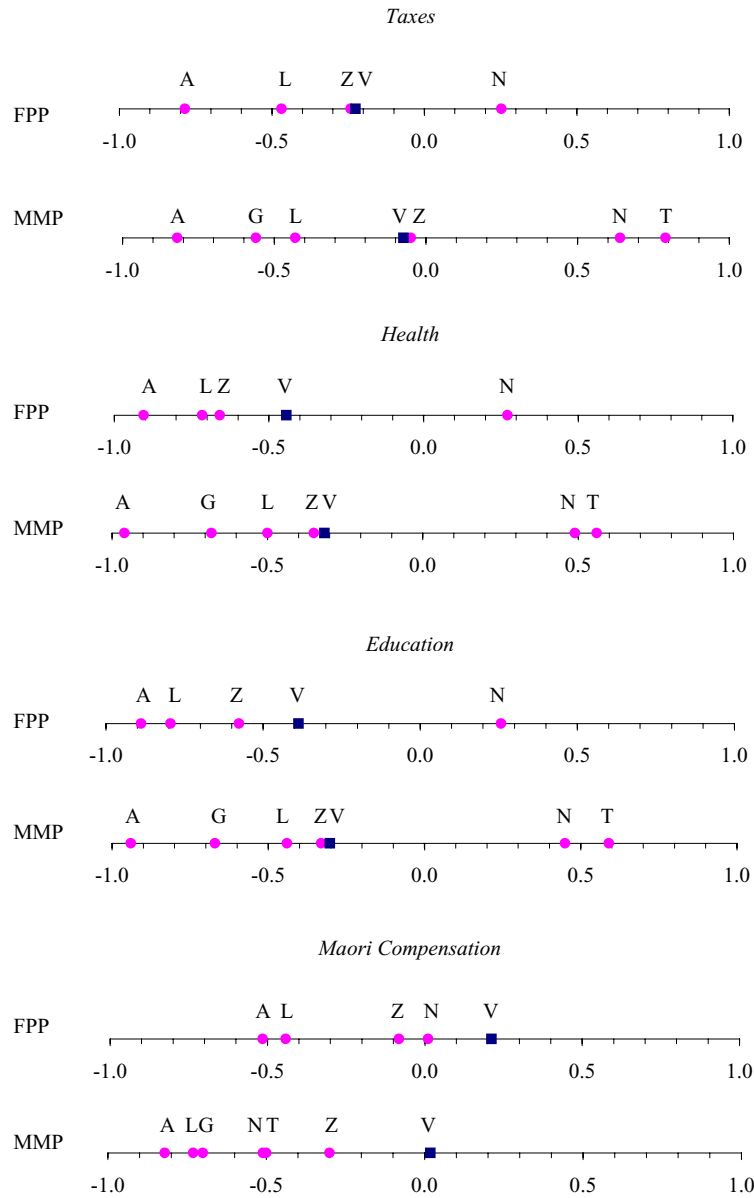 Taxes
A L Z V N
FPP
-1.0 -0.5 0.0 0.5 1.0
MMP A G L V Z N T
-1.0 -0.5 0.0 0.5 1.0
Health
A L Z V N
FPP
-1.0 -0.5 0.0 0.5 1.0
A G L Z V N T
MMP
-1.0 -0.5 0.0 0.5 1.0
Education
A L Z V N
FPP
-1.0 -0.5 0.0 0.5 1.0
A G L Z V N T
MMP
-1.0 -0.5 0.0 0.5 1.0
Maori Compensation
A L Z N V
FPP
-1.0 -0.5 0.0 0.5 1.0
A L G N T Z V
MMP
-1.0 -0.5 0.0 0.5 1.0